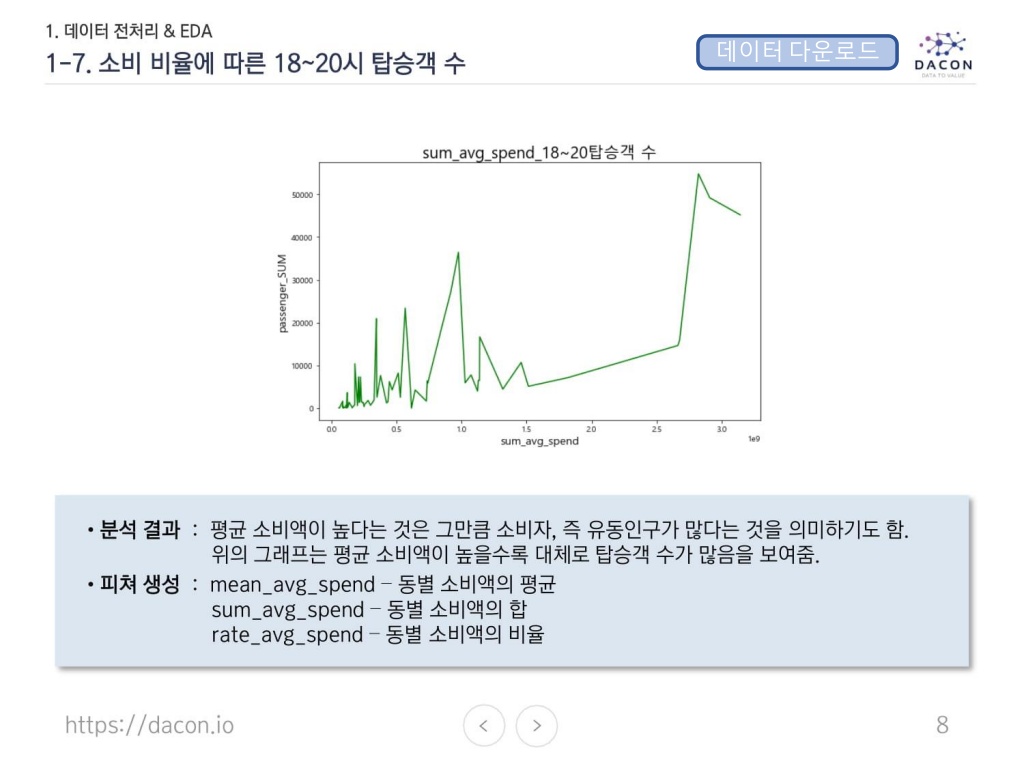 1. 데이터 전처리 & EDA
1-7. 소비 비율에 따른 18~20시 탑승객 수
데이터 다운로드
DACON
DATA TO VALUE
sum_avg_spend_18~20탑승객 수
passenger_SUM
50000
40000
30000
20000
10000
0
0.0 0.5 1.0 1.5 2.0 2.5 3.0
1e9
sum_avg_spend
• 분석 결과 : 평균 소비액이 높다는 것은 그만큼 소비자, 즉 유동인구가 많다는 것을 의미하기도 함.
위의 그래프는 평균 소비액이 높을수록 대체로 탑승객 수가 많음을 보여줌.
• 피쳐 생성 : mean_avg_spend – 동별 소비액의 평균
sum_avg_spend – 동별 소비액의 합
rate_avg_spend – 동별 소비액의 비율
https://dacon.io
< >
8